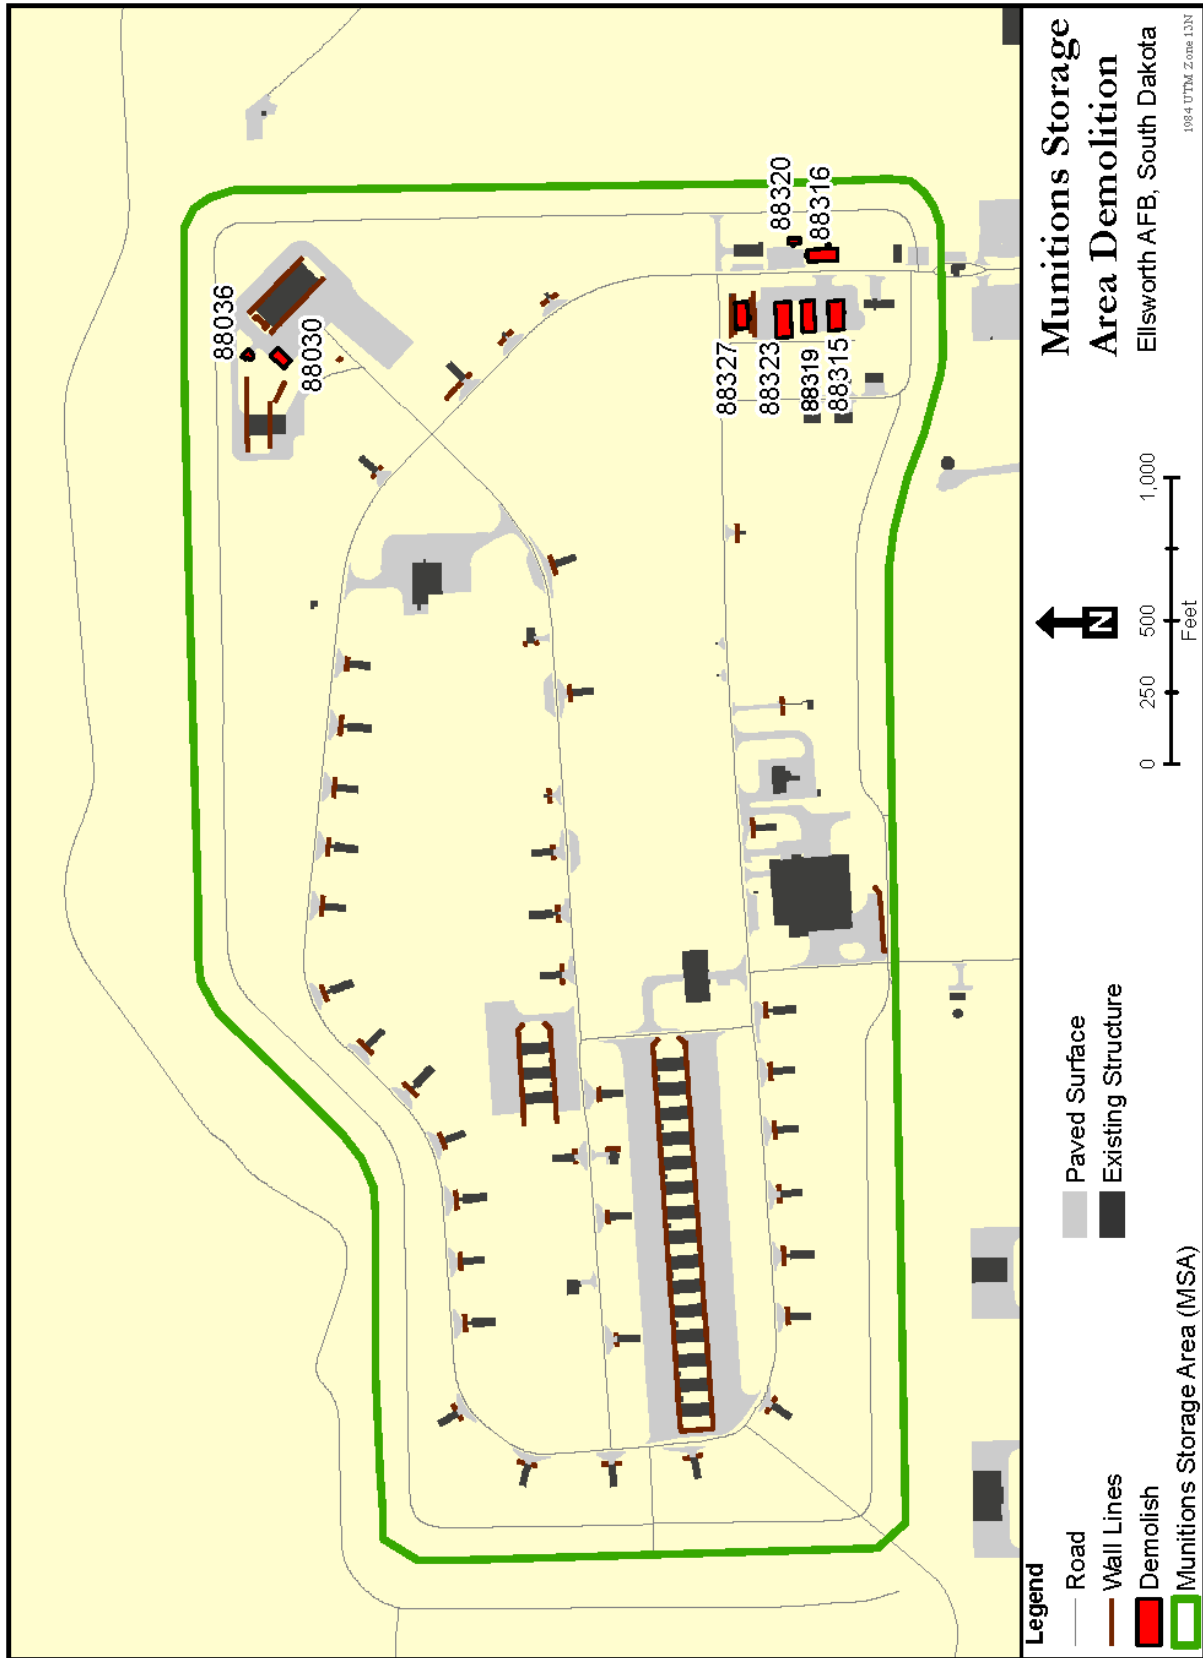 88036
88030
88320
88316
88327
88323
88319
88315
Legend
Road
Wall Lines
Demolish
Munitions Storage Area (MSA)
Paved Surface
Existing Structure
N
0 250 500 1,000
Feet
Munitions Storage
Area Demolition
Ellsworth AFB, South Dakota
1984 UTM Zone 13N